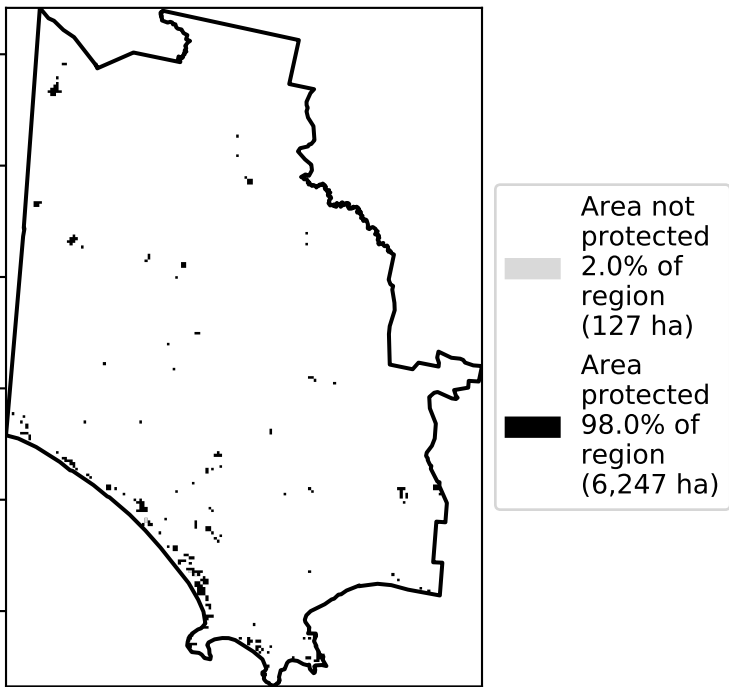 Area not
protected
2.0% of
region
(127 ha)
Area
protected
98.0% of
region
(6,247 ha)